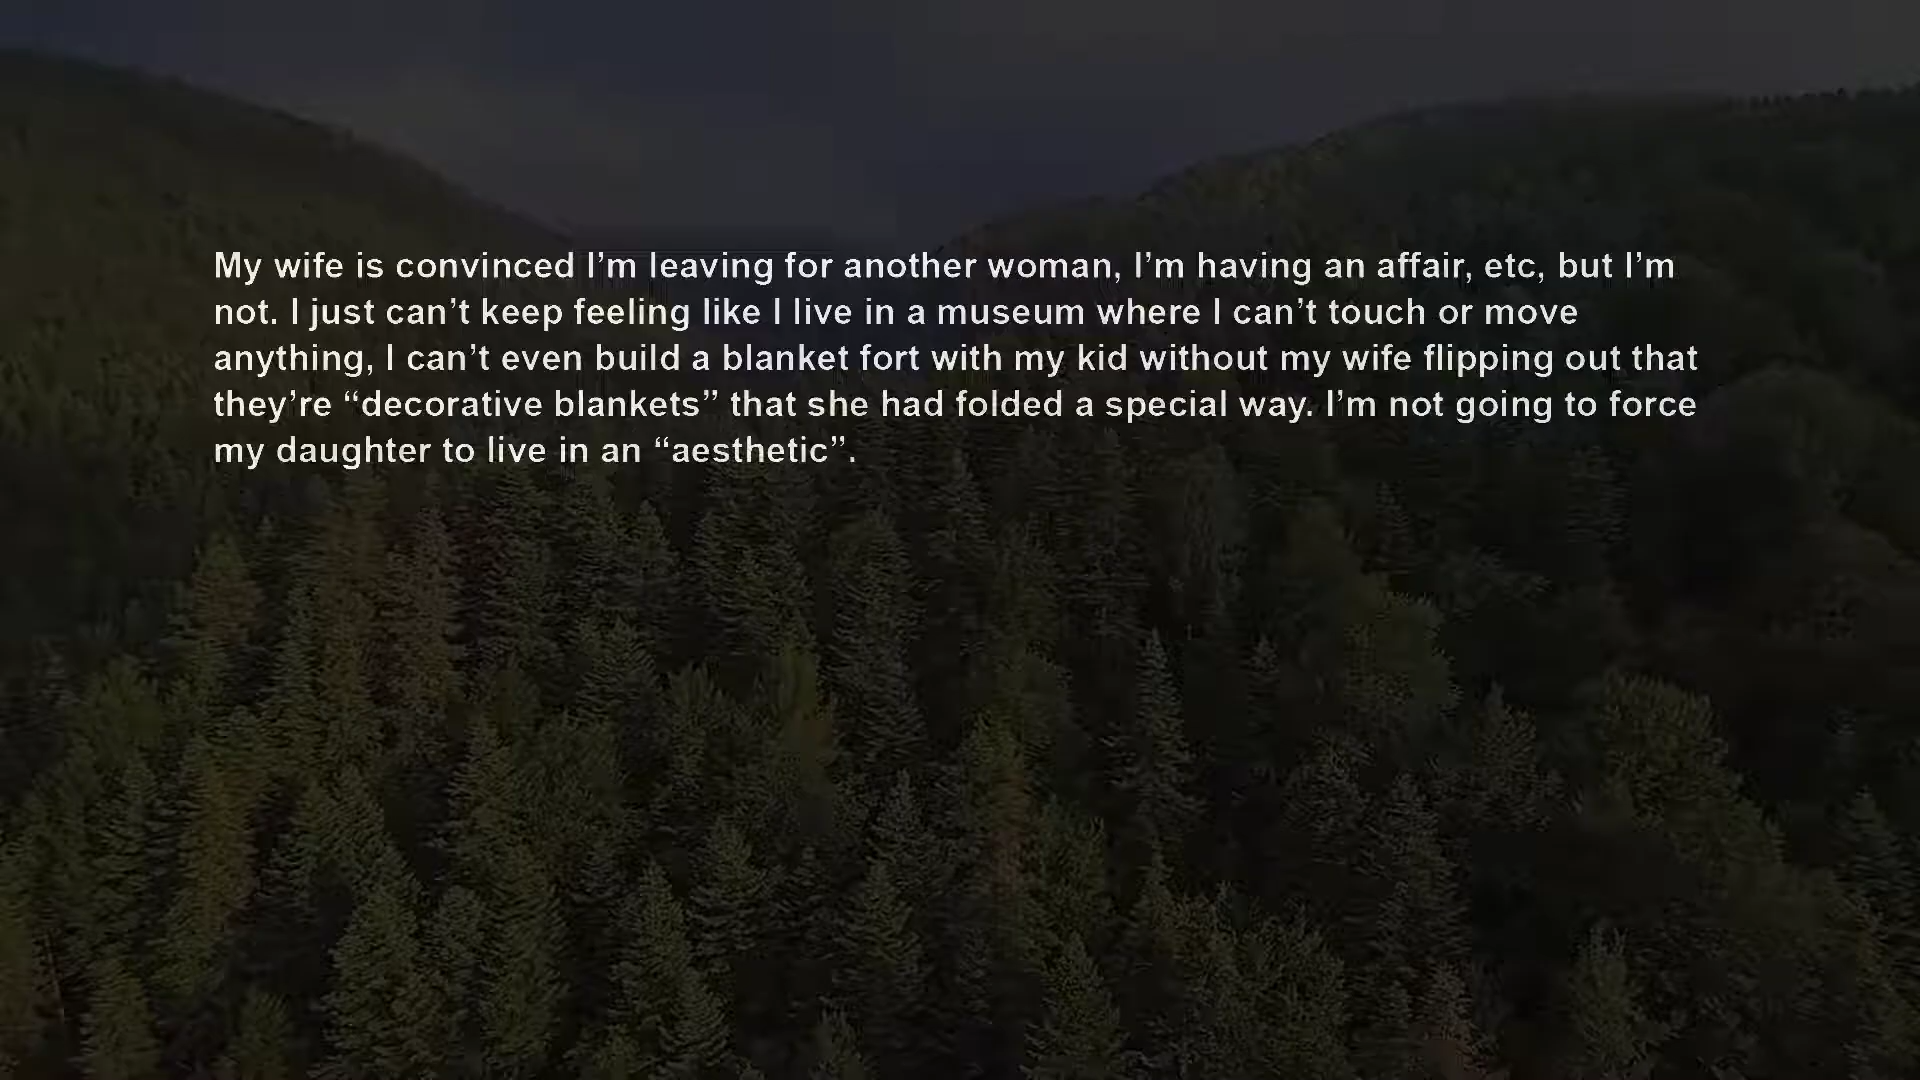 My wife is convinced I’m leaving for another woman, I’m having an affair, etc, but I’m
not. I just can’t keep feeling like I live in a museum where I can’t touch or move
anything, I can’t even build a blanket fort with my kid without my wife flipping out that
they’re “decorative blankets” that she had folded a special way. I’m not going to force
my daughter to live in an “aesthetic”.